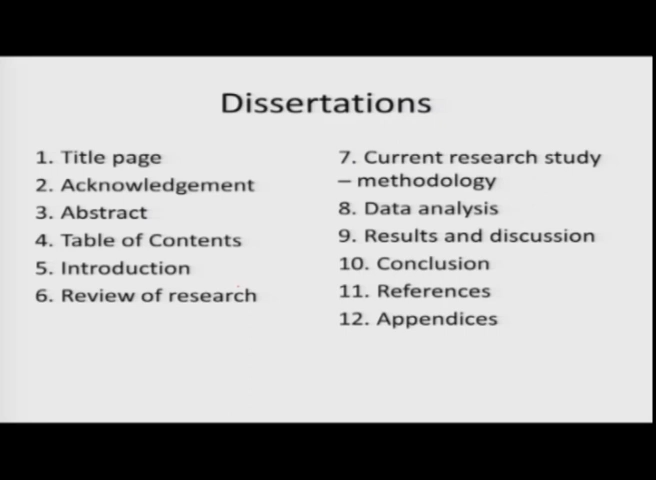 Dissertations
1. Title page
2. Acknowledgement
3. Abstract
4. Table of Contents
5. Introduction
6. Review of research
7. Current research study
– methodology
8. Data analysis
9. Results and discussion
10. Conclusion
11. References
12. Appendices